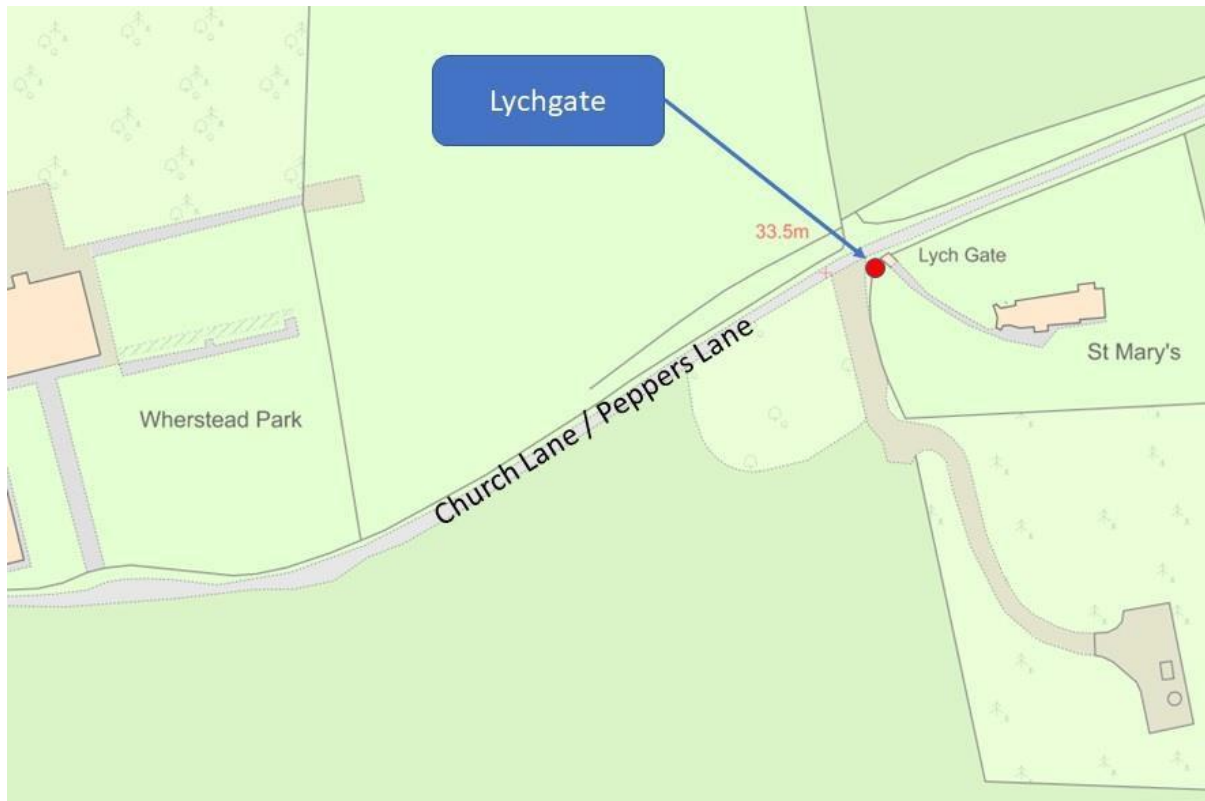 Lychgate
33.5m
Lych Gate
St Mary's
Church Lane / Peppers Lane
Wherstead Park